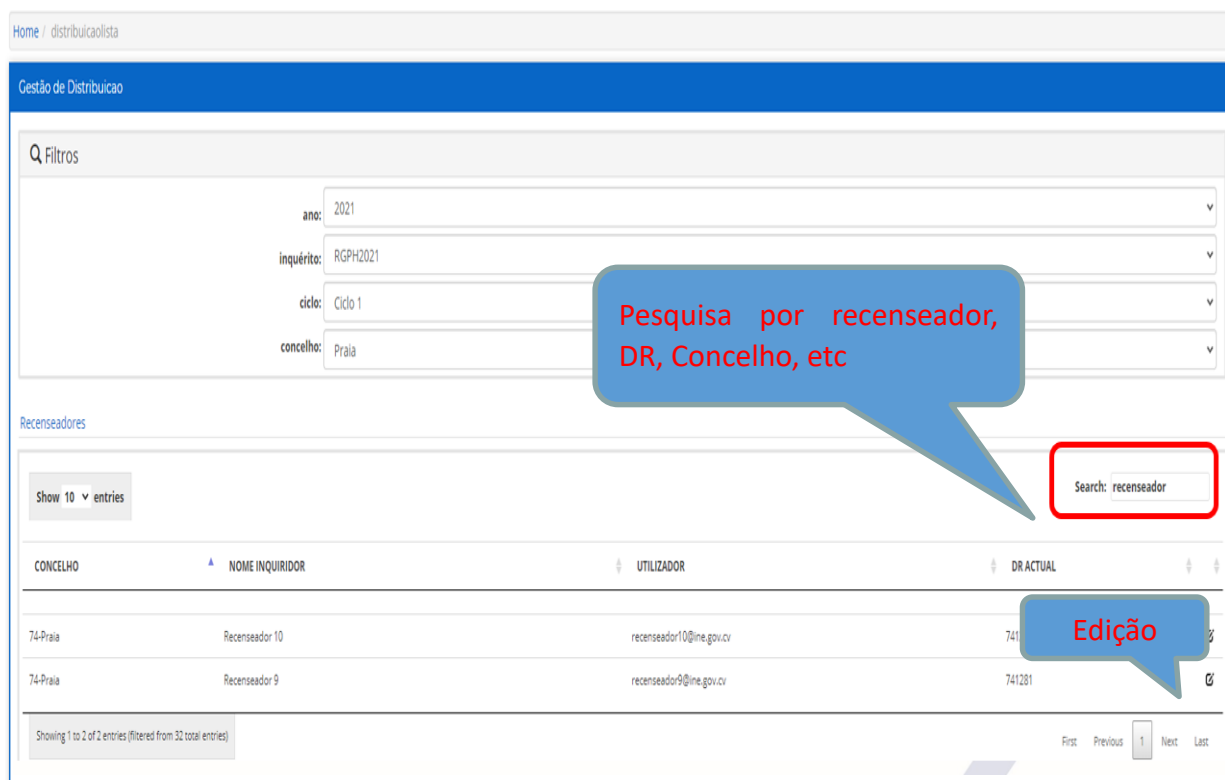 Home / distribuicaolista
Gestão de Distribuicao
Filtros
ano: 2021
inquérito: RGPH2021
ciclo: Ciclo 1
concelho: Praia
Pesquisa por recenseador,
DR, Concelho, etc
Recenseadores
Show 10 entries
Search: recenseador
CONCELHO NOME INQUIRIDOR UTILIZADOR DR ACTUAL
74-Praia Recenseador 10 recenseador10@ine.gov.cv
Edição
74-Praia Recenseador 9 recenseador9@ine.gov.cv 741281
Showing 1 to 2 of 2 entries (filtered from 32 total entries)
First Previous 1 Next Last